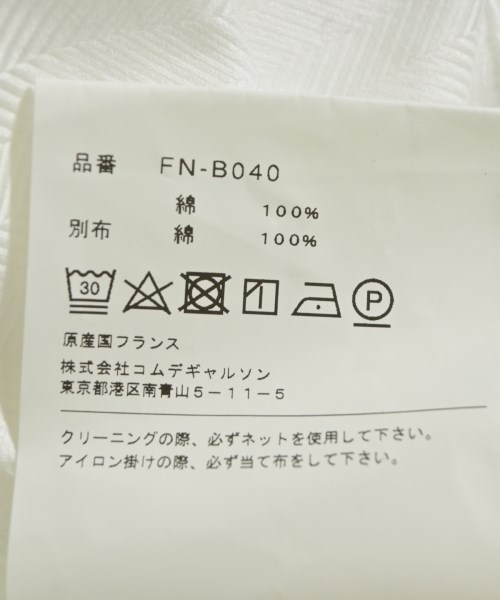 品番 FN-B040
綿 100%
別布 綿 100%
30 P
原産国フランス
株式会社コムデギャルソン
東京都港区南青山5-11-5
クリーニングの際、必ずネットを使用して下さい。
アイロン掛けの際、必ず当て布をして下さい。